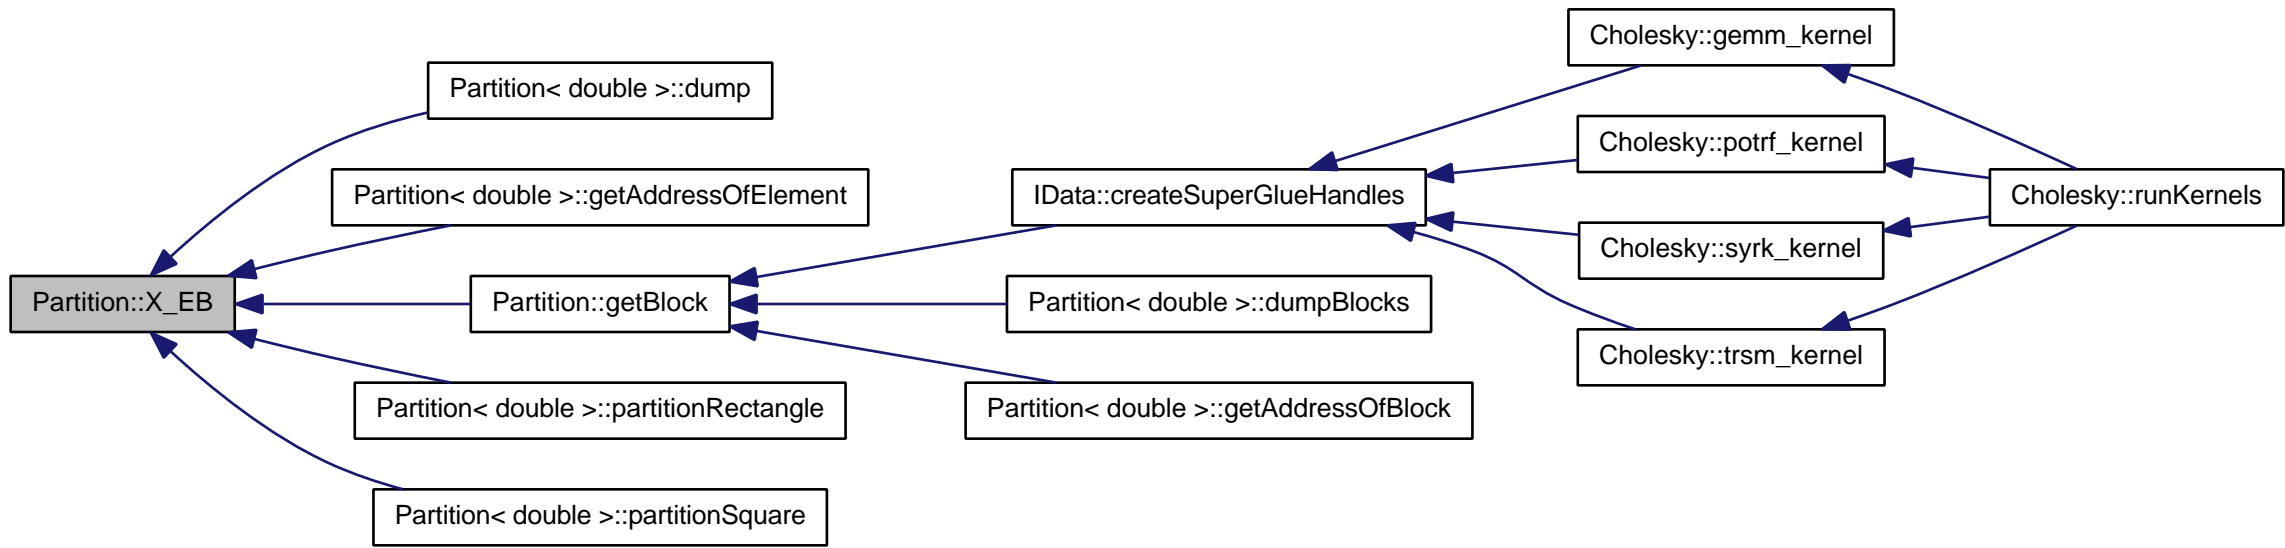 Partition::X_EB
Partition< double >::dump
Partition< double >::getAddressOfElement
Partition::getBlock
Partition< double >::partitionRectangle
Partition< double >::partitionSquare
IData::createSuperGlueHandles
Partition< double >::dumpBlocks
Partition< double >::getAddressOfBlock
Cholesky::gemm_kernel
Cholesky::potrf_kernel
Cholesky::syrk_kernel
Cholesky::trsm_kernel
Cholesky::runKernels